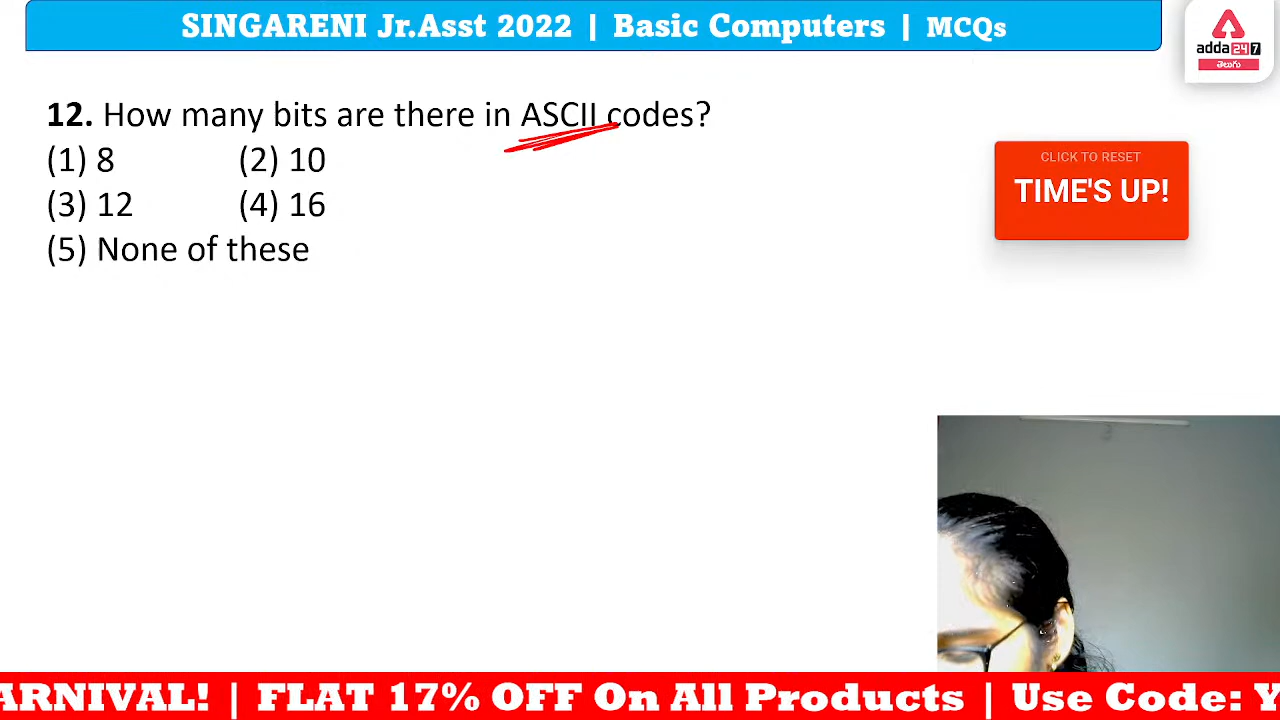 SINGARENI Jr.Asst 2022 | Basic Computers | MCQs
adda 24 7
తెలుగు
12. How many bits are there in ASCII codes?
(1) 8 (2) 10
(3) 12 (4) 16
(5) None of these
CLICK TO RESET
TIME'S UP!
ARNIVAL! | FLAT 17% OFF On All Products | Use Code: Y